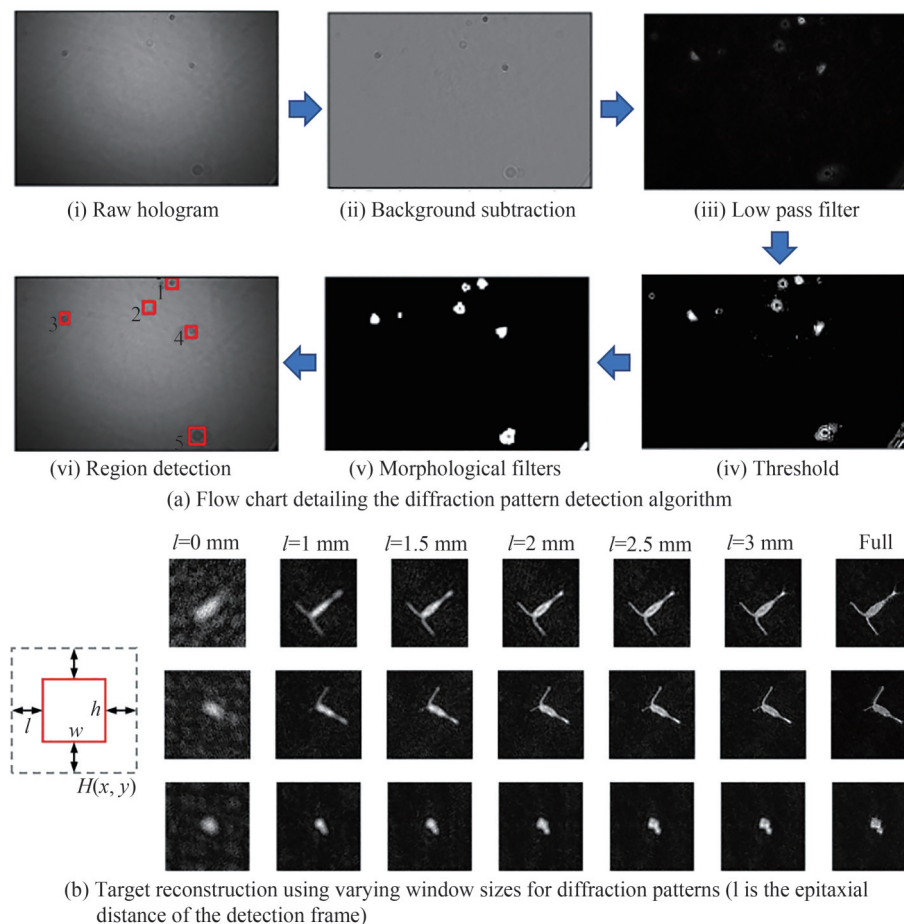 (i) Raw hologram
(ii) Background subtraction
(iii) Low pass filter
1
2
3
4
5
(vi) Region detection
(v) Morphological filters
(iv) Threshold
(a) Flow chart detailing the diffraction pattern detection algorithm
l=0 mm
l=1 mm
l=1.5 mm
l=2 mm
l=2.5 mm
l=3 mm
Full
l
h
w
H(x, y)
(b) Target reconstruction using varying window sizes for diffraction patterns (l is the epitaxial
distance of the detection frame)